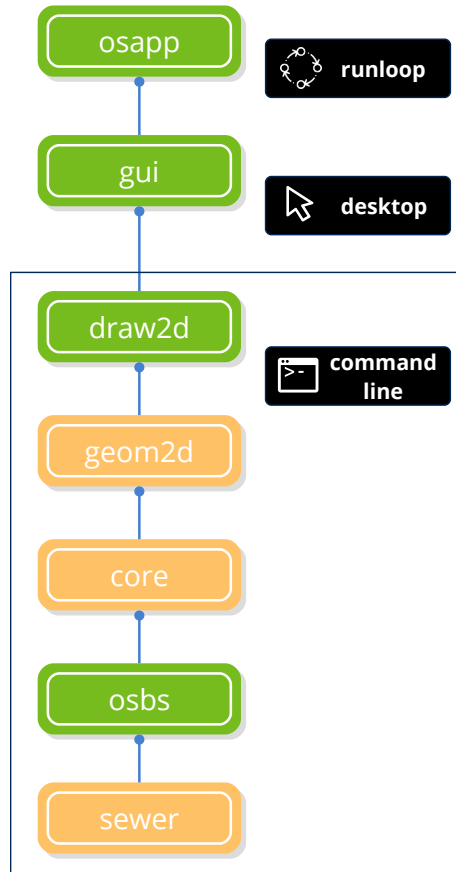 osapp
runloop
gui
desktop
draw2d
command
line
>-
geom2d
core
osbs
sewer